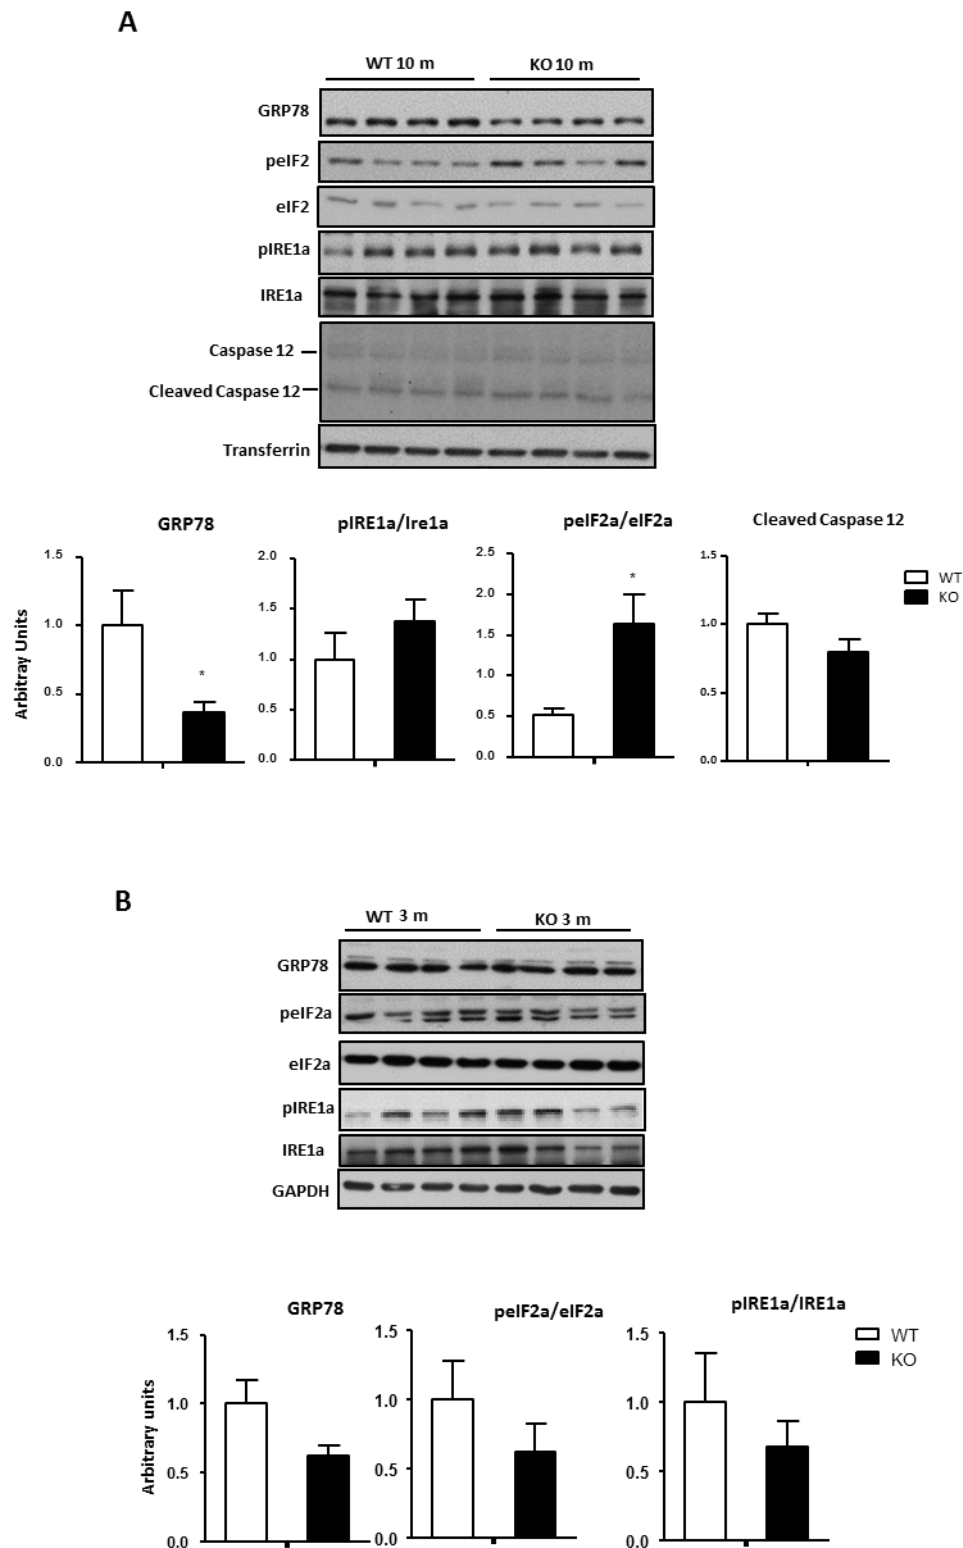 A
WT 10 m KO 10 m
GRP78
peIF2
eIF2
pIRE1a
IRE1a
Caspase 12
Cleaved Caspase 12
Transferrin
GRP78 pIRE1a/Ire1a peIF2a/eIF2a Cleaved Caspase 12
Arbitray Units
1.5
1.0
0.5
0.0
*
2.0
1.5
1.0
0.5
0.0
2.5
2.0
1.5
1.0
0.5
0.0
*
1.5
1.0
0.5
0.0
WT
KO
B
WT 3 m KO 3 m
GRP78
peIF2a
eIF2a
pIRE1a
IRE1a
GAPDH
GRP78 peIF2a/eIF2a pIRE1a/IRE1a
Arbitrary units
1.5
1.0
0.5
0.0
1.5
1.0
0.5
0.0
1.5
1.0
0.5
0.0
WT
KO